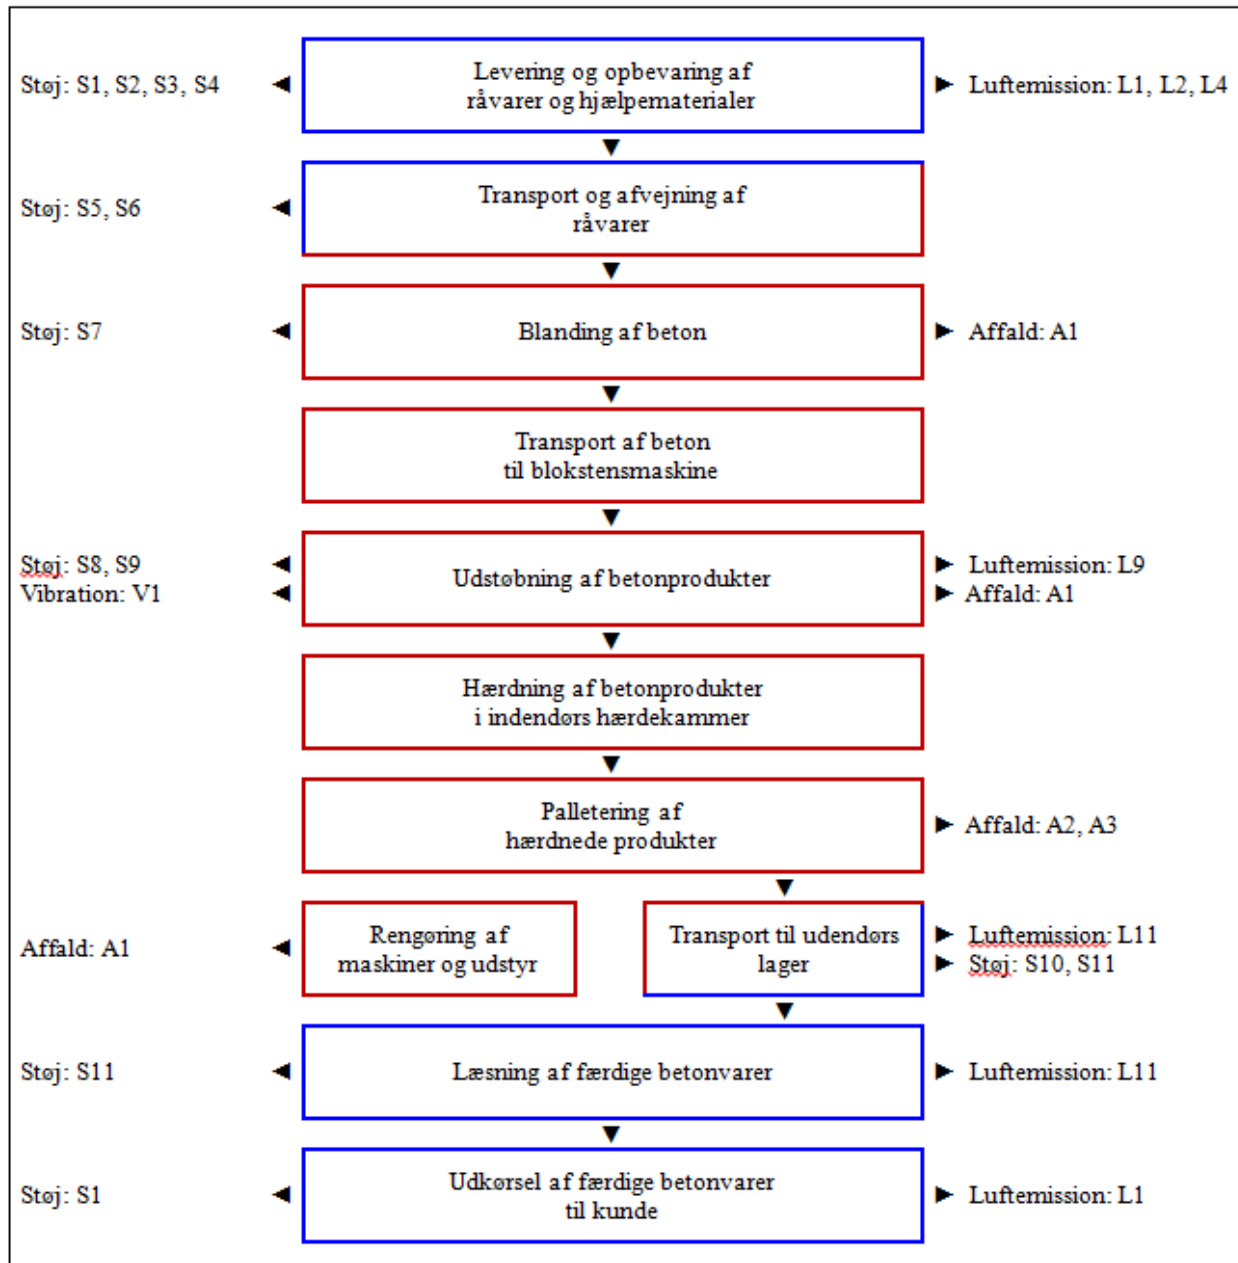 Støj: S1, S2, S3, S4
Levering og opbevaring af
råvarer og hjælpematerialer
Luftemission: L1, L2, L4
Støj: S5, S6
Transport og afvejning af
råvarer
Støj: S7
Blanding af beton
Affald: A1
Transport af beton
til blokstensmaskine
Støj: S8, S9
Vibration: V1
Udstøbning af betonprodukter
Luftemission: L9
Affald: A1
Hærdning af betonprodukter
i indendørs hærdekammer
Palletering af
hærdnede produkter
Affald: A2, A3
Affald: A1
Rengøring af
maskiner og udstyr
Transport til udendørs
lager
Luftemission: L11
Støj: S10, S11
Støj: S11
Læsning af færdige betonvarer
Luftemission: L11
Støj: S1
Udkørsel af færdige betonvarer
til kunde
Luftemission: L1